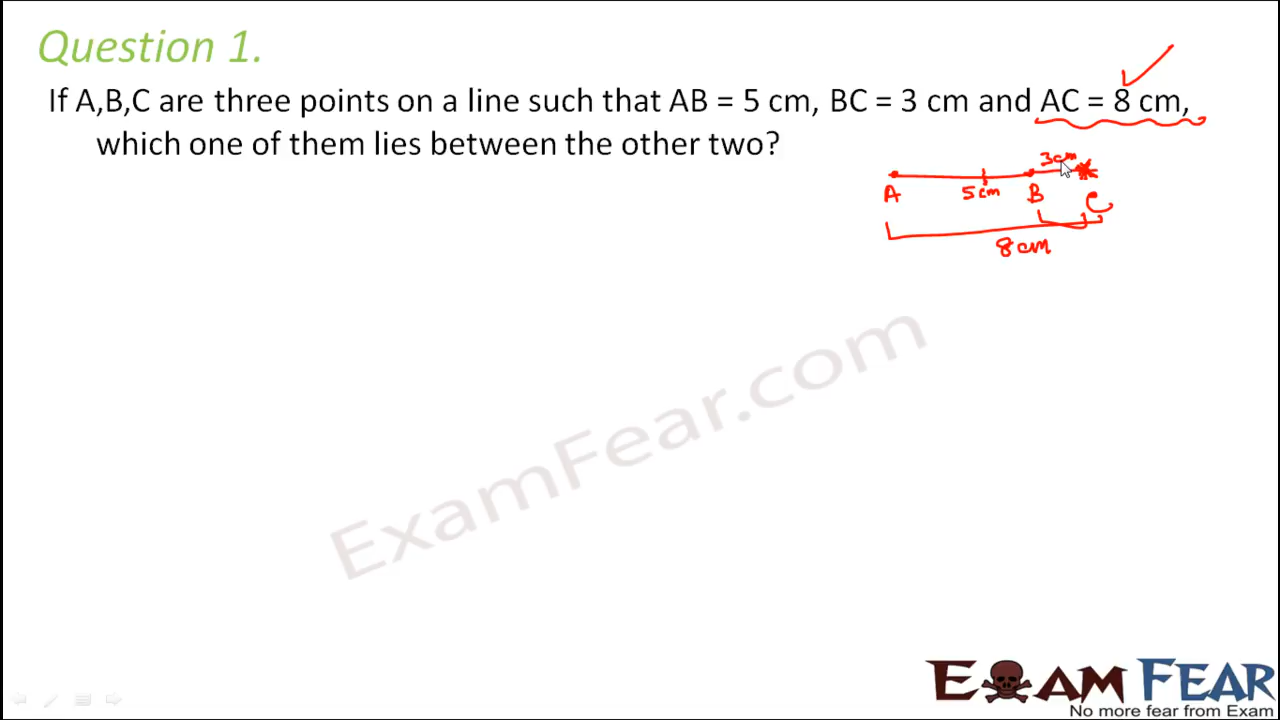 Question 1.
If A,B,C are three points on a line such that AB = 5 cm, BC = 3 cm and AC = 8 cm,
which one of them lies between the other two?
3cm
A 5cm B C
8cm
ExamFear.com
EXAM FEAR
No more fear from Exam